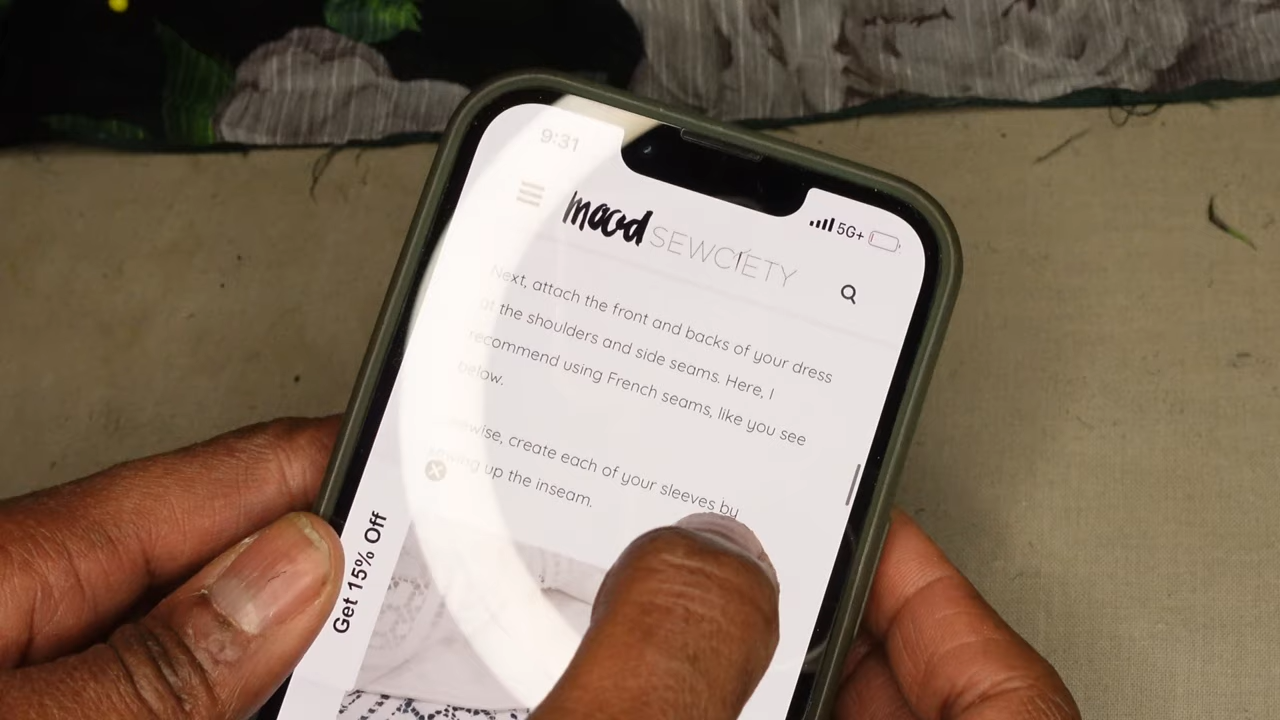 9:31
5G+
mood SEWCIETY
Next, attach the front and backs of your dress
at the shoulders and side seams. Here, I
recommend using French seams, like you see
below.
create each of your sleeves by
up the inseam.
Get 15% Off